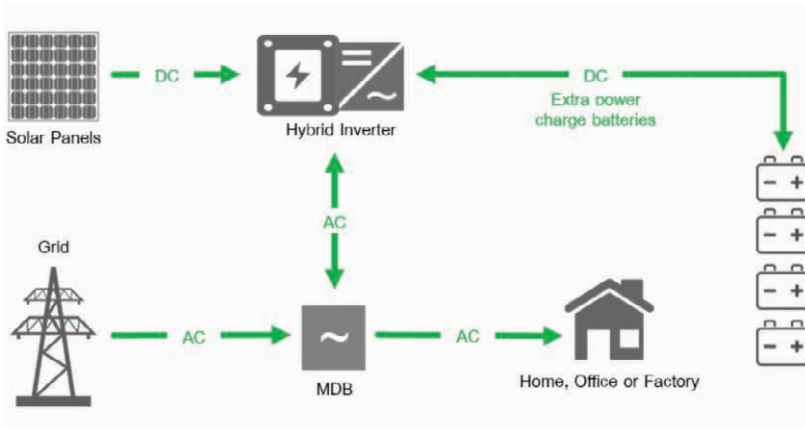 DC
DC
Extra power
charge batteries
Solar Panels
Hybrid Inverter
AC
Grid
AC
AC
MDB
Home, Office or Factory